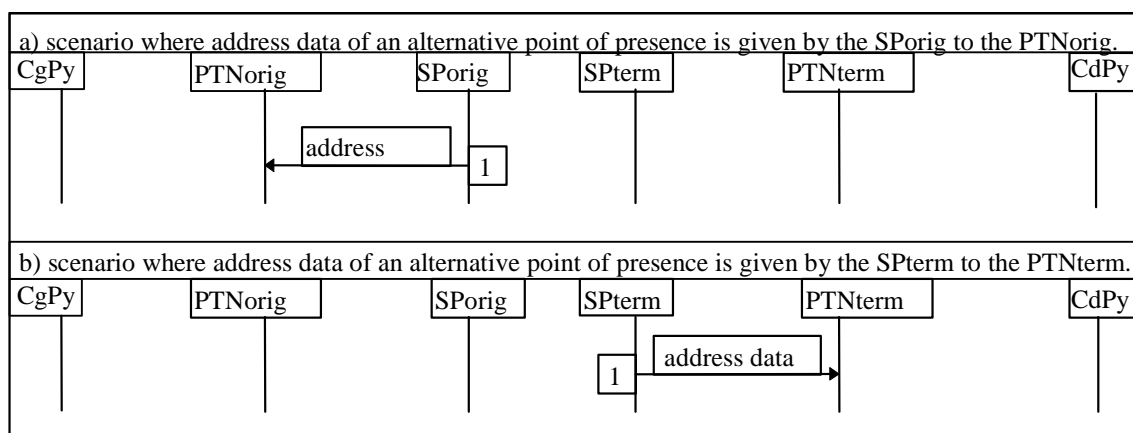 a) scenario where address data of an alternative point of presence is given by the SPorig to the PTNorig.
CgPy PTNorig SPorig SPterm PTNterm CdPy
address
1
b) scenario where address data of an alternative point of presence is given by the SPterm to the PTNterm.
CgPy PTNorig SPorig SPterm PTNterm CdPy
1 address data